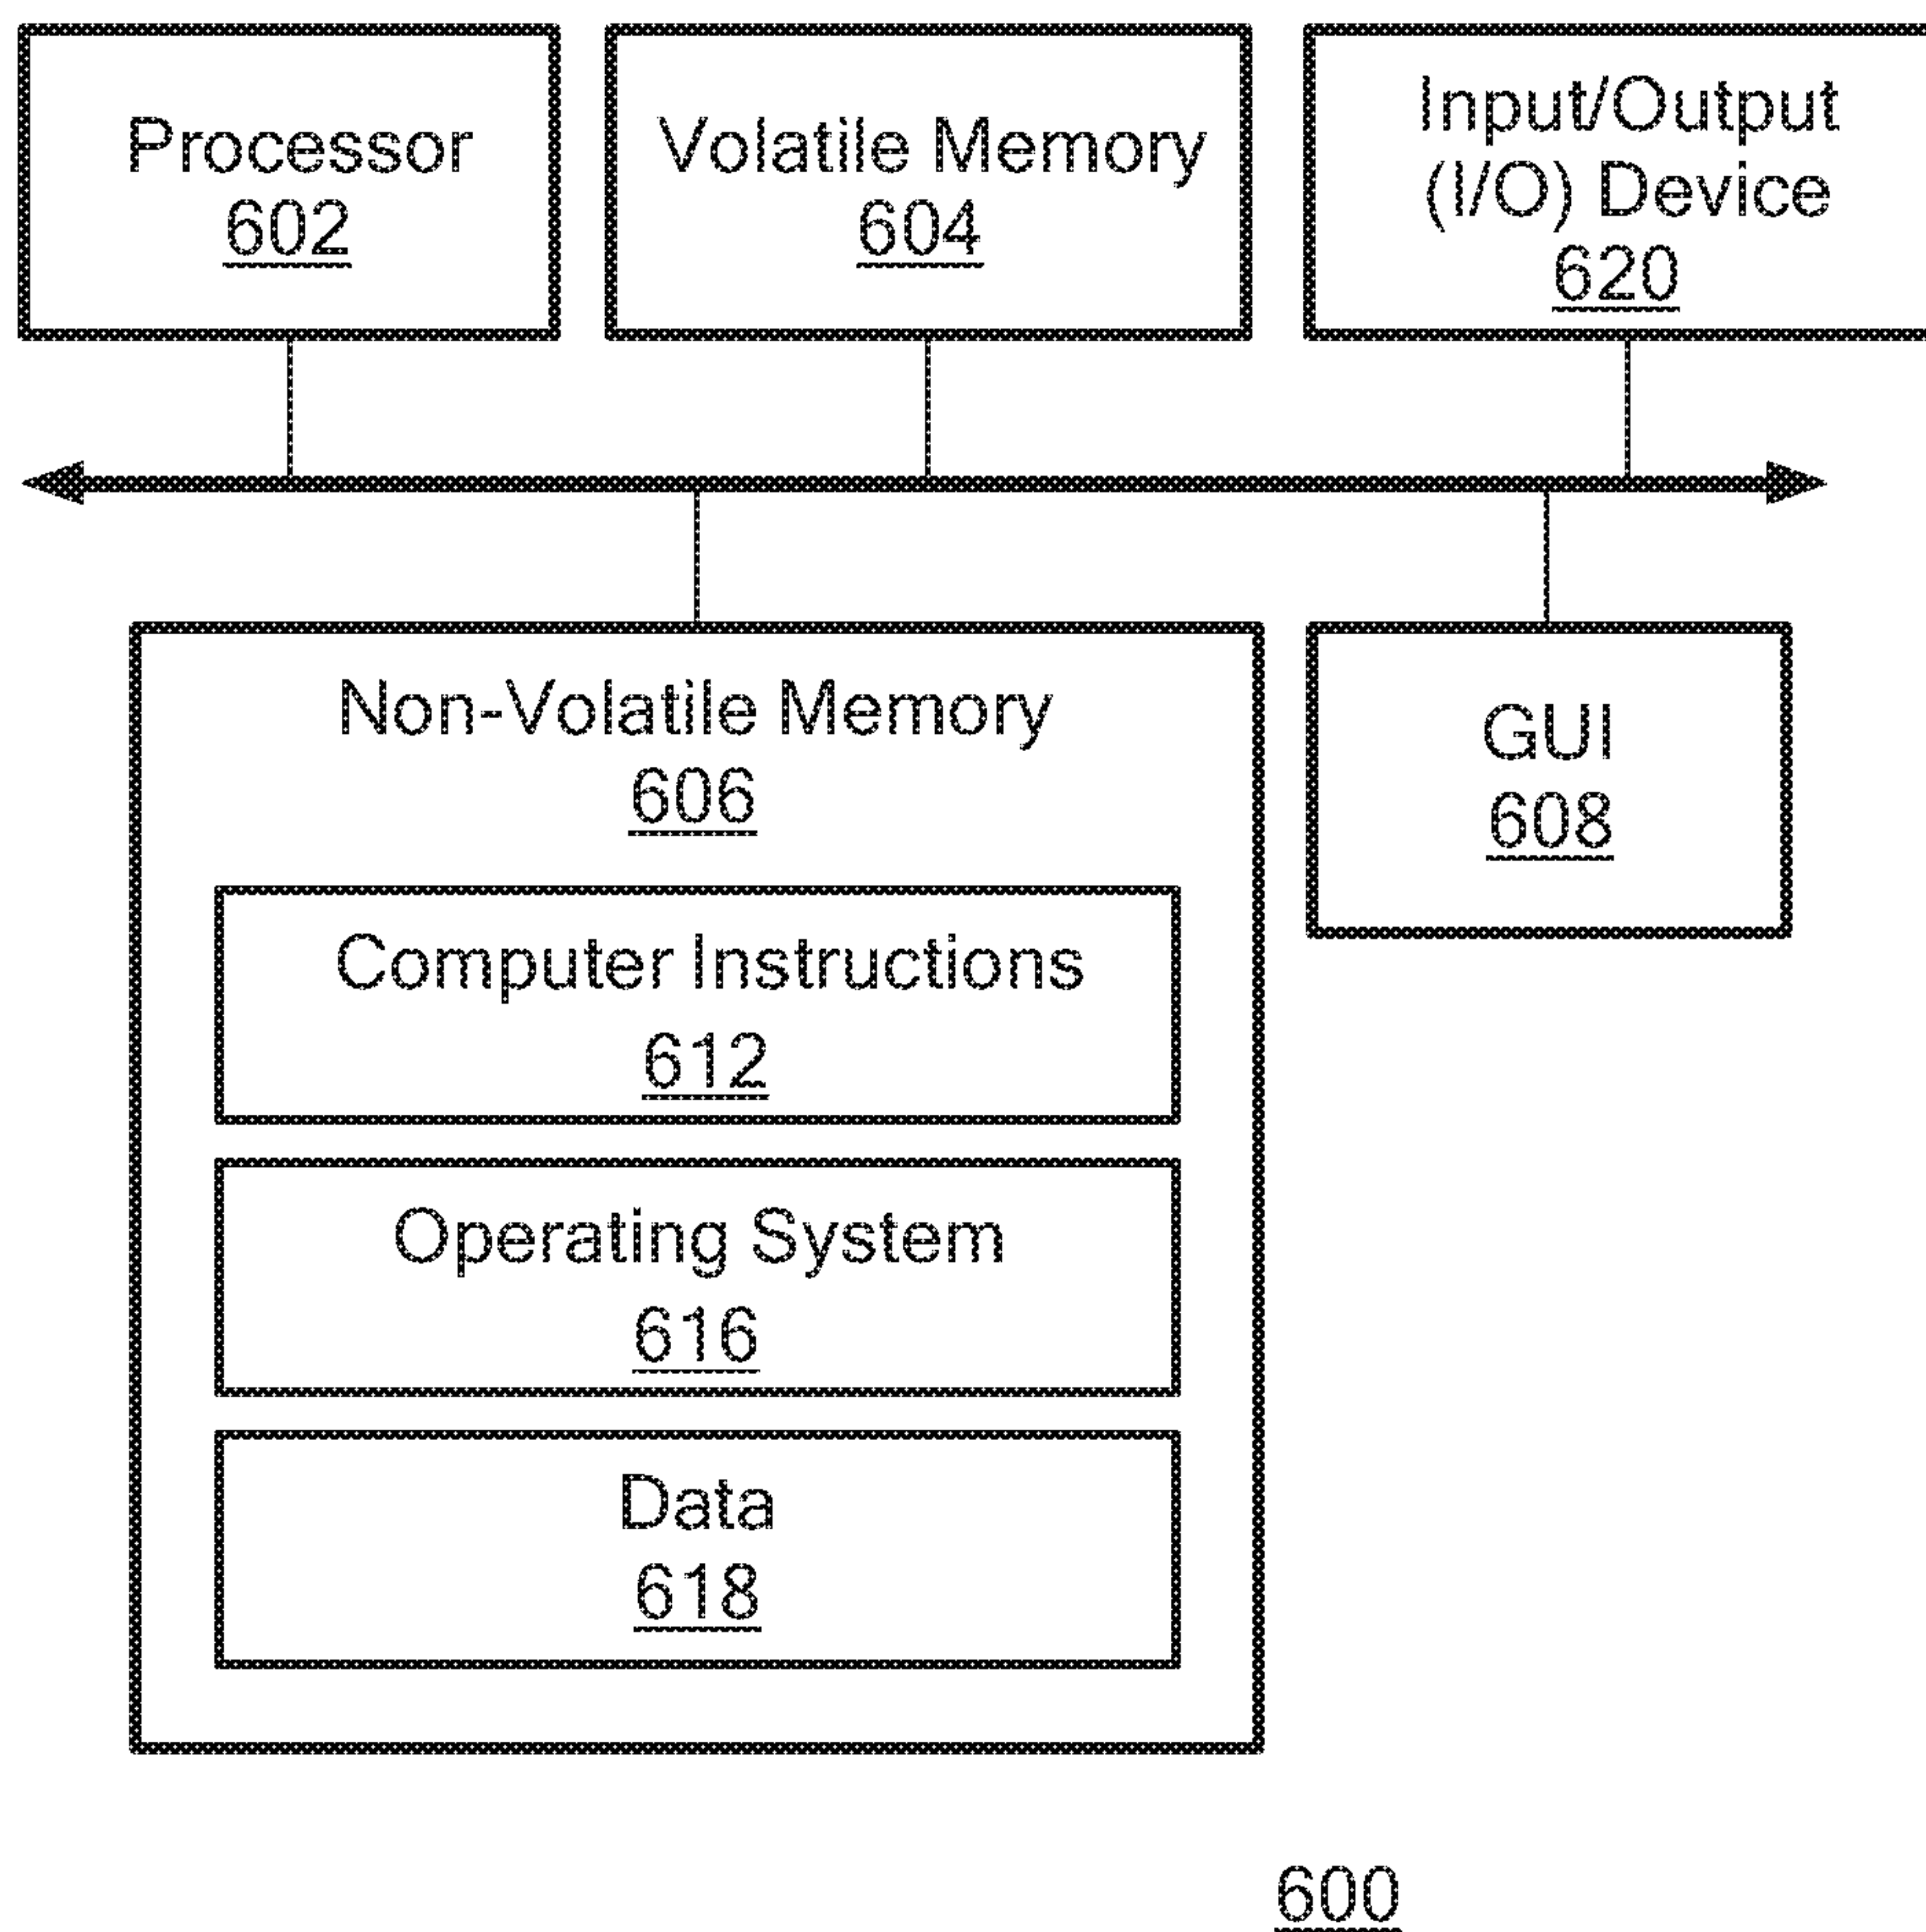 Processor
602
Volatile Memory
604
Input/Output
(I/O) Device
620
Non-Volatile Memory
606
Computer Instructions
612
Operating System
616
Data
618
GUI
608
600